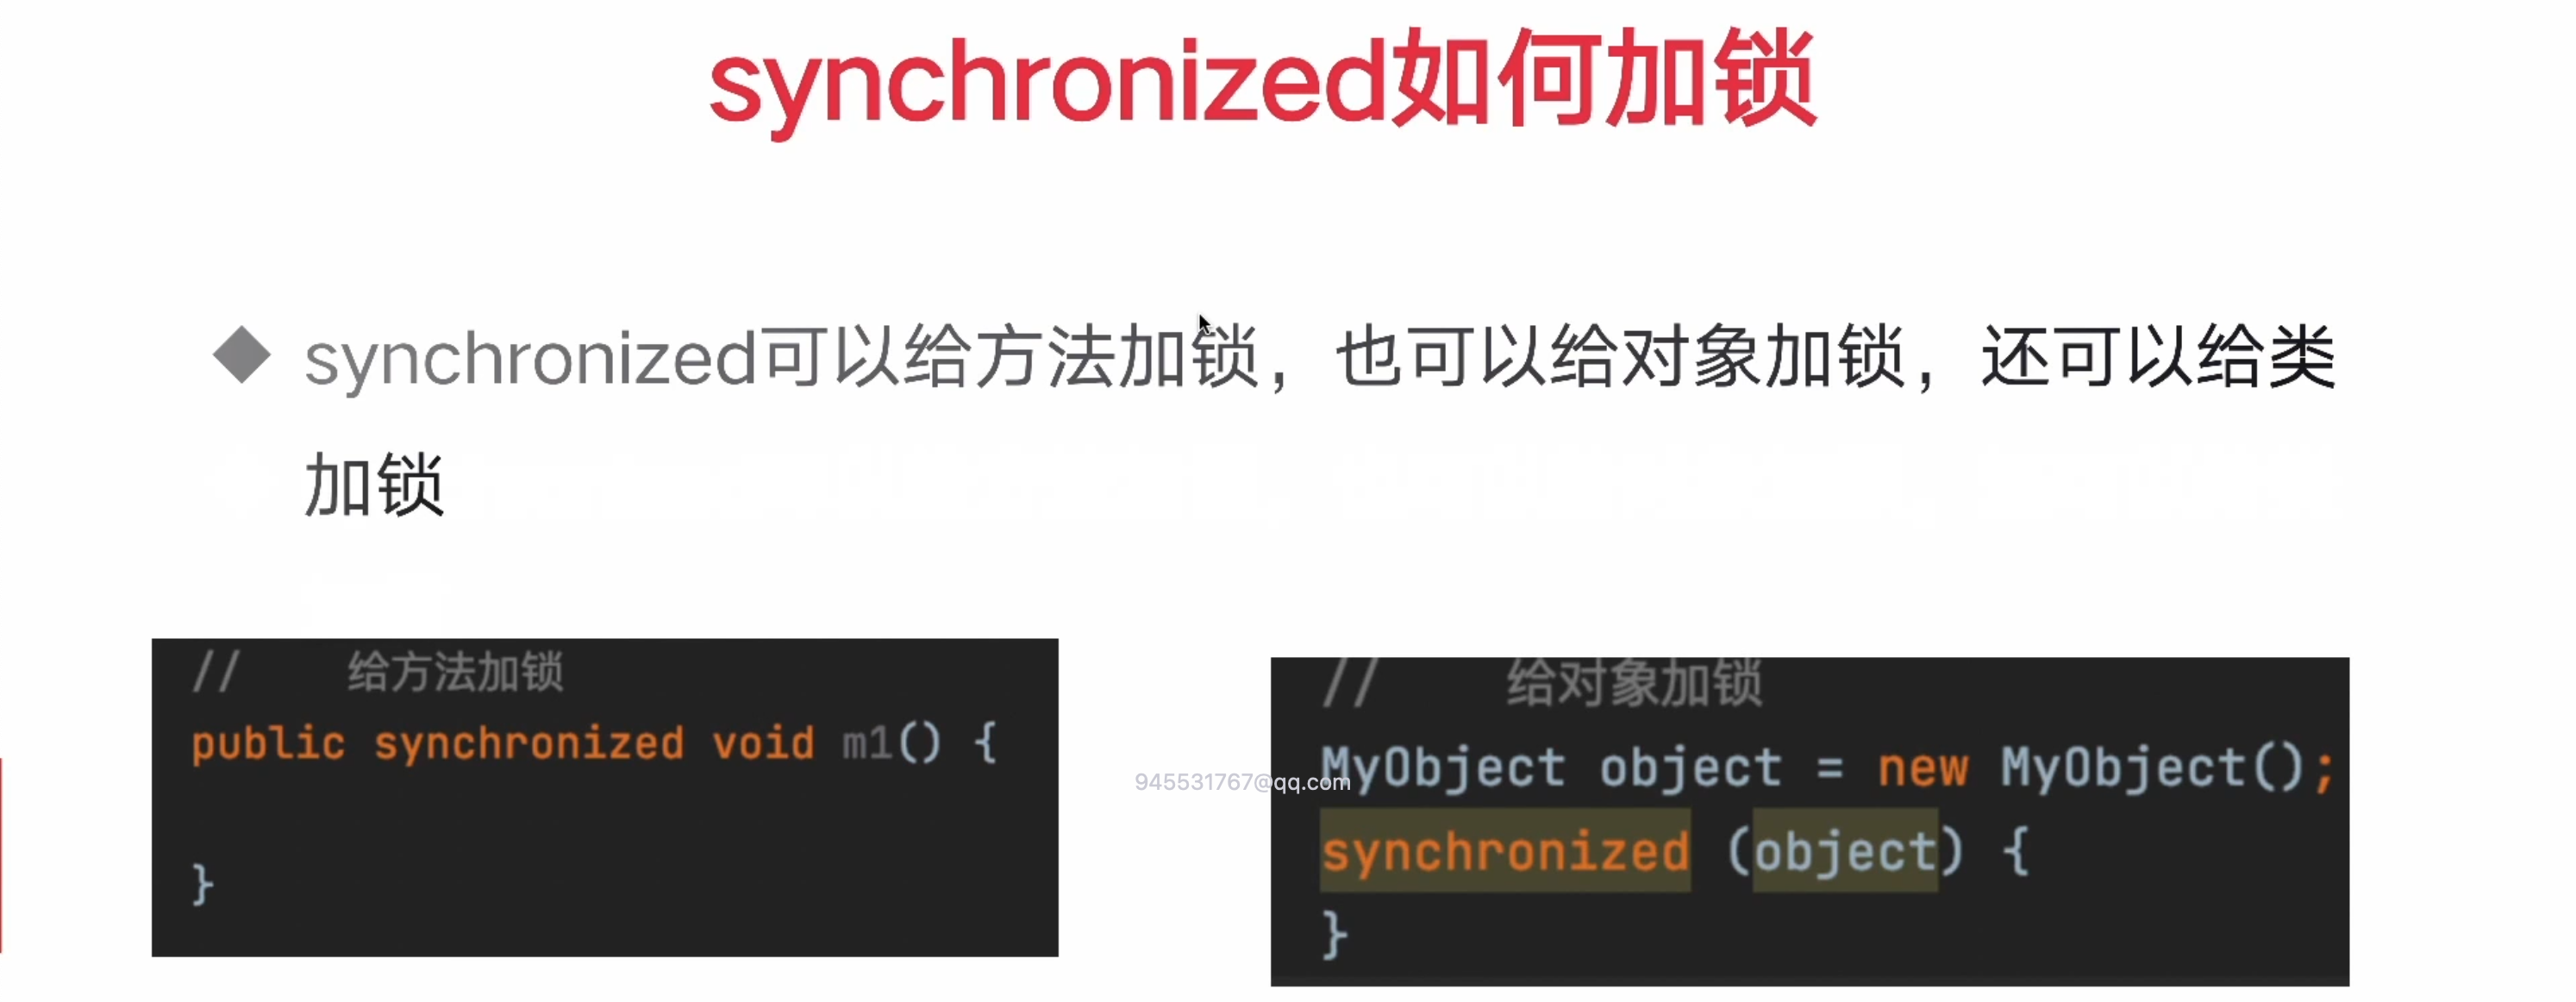 synchronized如何加锁
◆ synchronized可以给方法加锁，也可以给对象加锁，还可以给类
加锁
// 给方法加锁
public synchronized void m1() {
}
// 给对象加锁
MyObject object = new MyObject();
synchronized (object) {
}
945531767@qq.com